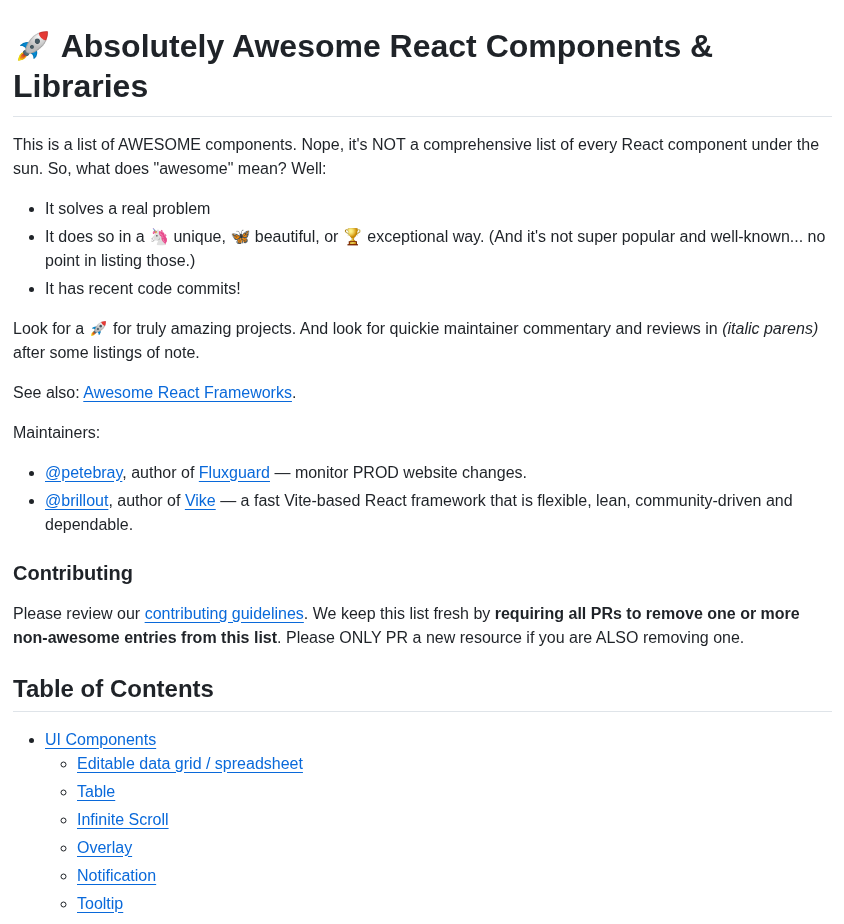 🚀 Absolutely Awesome React Components &
Libraries
This is a list of AWESOME components. Nope, it's NOT a comprehensive list of every React component under the
sun. So, what does "awesome" mean? Well:
It solves a real problem
It does so in a 🦄 unique, 🦋 beautiful, or 🏆 exceptional way. (And it's not super popular and well-known... no
point in listing those.)
It has recent code commits!
Look for a 🚀 for truly amazing projects. And look for quickie maintainer commentary and reviews in (italic parens)
after some listings of note.
See also: Awesome React Frameworks.
Maintainers:
@petebray, author of Fluxguard — monitor PROD website changes.
@brillout, author of Vike — a fast Vite-based React framework that is flexible, lean, community-driven and
dependable.
Contributing
Please review our contributing guidelines. We keep this list fresh by requiring all PRs to remove one or more
non-awesome entries from this list. Please ONLY PR a new resource if you are ALSO removing one.
Table of Contents
UI Components
Editable data grid / spreadsheet
Table
Infinite Scroll
Overlay
Notification
Tooltip